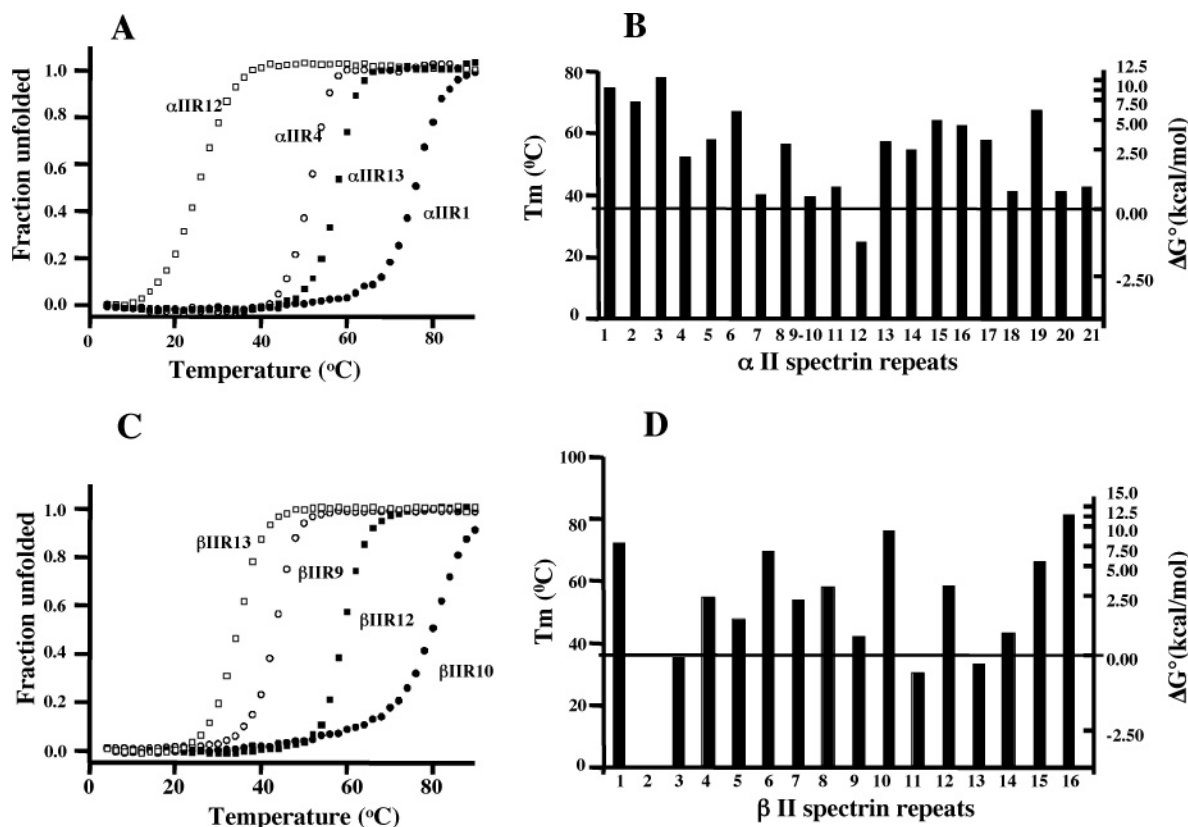 A
Fraction unfolded
1.0
0.8
0.6
0.4
0.2
0.0
αIIR12
αIIR4
αIIR13
αIIR1
0 20 40 60 80
Temperature (oC)
B
Tm (⁰C)
80
60
40
20
0
12.5
10.0
7.50
5.00
2.50
0.00
-2.50
ΔG°(kcal/mol)
1 2 3 4 5 6 7 8 9-10 11 12 13 14 15 16 17 18 19 20 21
α II spectrin repeats
C
Fraction unfolded
1.0
0.8
0.6
0.4
0.2
0.0
βIIR13
βIIR9
βIIR12
βIIR10
0 20 40 60 80
Temperature (oC)
D
Tm (⁰C)
100
80
60
40
20
0
15.0
12.5
10.0
7.50
5.00
2.50
0.00
-2.50
ΔG°(kcal/mol)
1 2 3 4 5 6 7 8 9 10 11 12 13 14 15 16
β II spectrin repeats